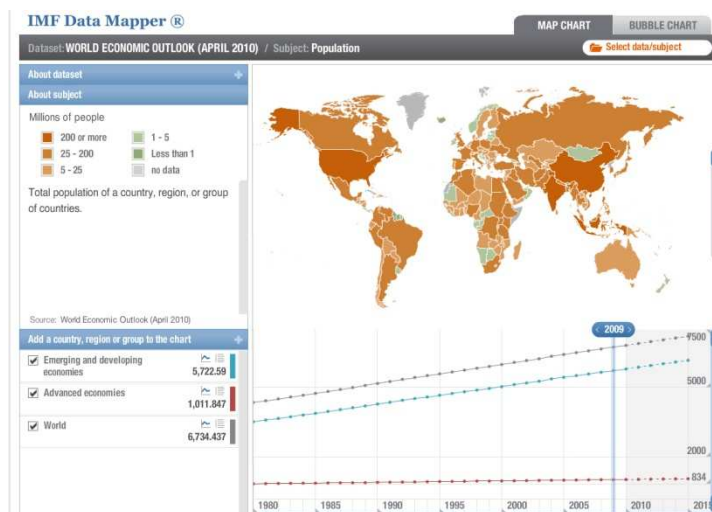 IMF Data Mapper ®
MAP CHART
BUBBLE CHART
Dataset: WORLD ECONOMIC OUTLOOK (APRIL 2010) / Subject: Population
Select data/subject
About dataset
About subject
Millions of people
200 or more
1 - 5
25 - 200
Less than 1
5 - 25
no data
Total population of a country, region, or group
of countries.
Source: World Economic Outlook (April 2010)
Add a country, region or group to the chart
Emerging and developing
economies
5,722.59
Advanced economies
1,011.847
World
6,734.437
2009
7500
5000
2000
834
1980
1985
1990
1995
2000
2005
2010
2015